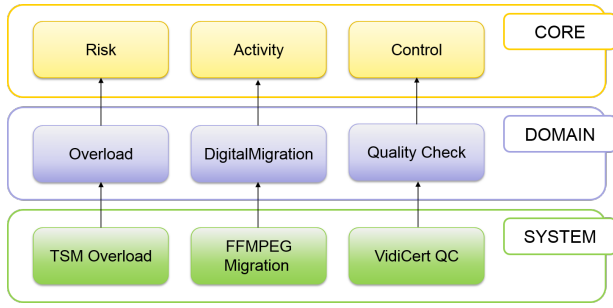 CORE
Risk
Activity
Control
DOMAIN
Overload
DigitalMigration
Quality Check
SYSTEM
TSM Overload
FFMPEG
Migration
VidiCert QC